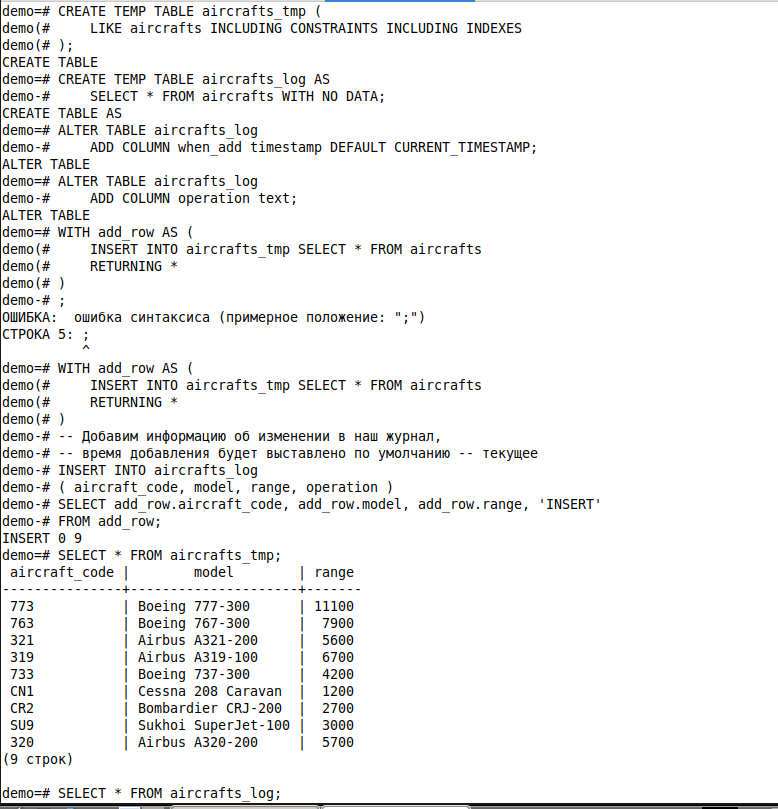 demo=# CREATE TEMP TABLE aircrafts_tmp (
demo(#     LIKE aircrafts INCLUDING CONSTRAINTS INCLUDING INDEXES
demo(# );
CREATE TABLE
demo=# CREATE TEMP TABLE aircrafts_log AS
demo-#     SELECT * FROM aircrafts WITH NO DATA;
CREATE TABLE AS
demo=# ALTER TABLE aircrafts_log
demo-#     ADD COLUMN when_add timestamp DEFAULT CURRENT_TIMESTAMP;
ALTER TABLE
demo=# ALTER TABLE aircrafts_log
demo-#     ADD COLUMN operation text;
ALTER TABLE
demo=# WITH add_row AS (
demo(#     INSERT INTO aircrafts_tmp SELECT * FROM aircrafts
demo(#     RETURNING *
demo(# )
demo-# ;
ОШИБКА:  ошибка синтаксиса (примерное положение: ";")
СТРОКА 5: ;
          ^
demo=# WITH add_row AS (
demo(#     INSERT INTO aircrafts_tmp SELECT * FROM aircrafts
demo(#     RETURNING *
demo(# )
demo-# -- Добавим информацию об изменении в наш журнал,
demo-# -- время добавления будет выставлено по умолчанию -- текущее
demo-# INSERT INTO aircrafts_log
demo-# ( aircraft_code, model, range, operation )
demo-# SELECT add_row.aircraft_code, add_row.model, add_row.range, 'INSERT'
demo-# FROM add_row;
INSERT 0 9
demo=# SELECT * FROM aircrafts_tmp;
 aircraft_code |        model        | range
---------------+---------------------+-------
 773           | Boeing 777-300      | 11100
 763           | Boeing 767-300      |  7900
 321           | Airbus A321-200     |  5600
 319           | Airbus A319-100     |  6700
 733           | Boeing 737-300      |  4200
 CN1           | Cessna 208 Caravan  |  1200
 CR2           | Bombardier CRJ-200  |  2700
 SU9           | Sukhoi SuperJet-100 |  3000
 320           | Airbus A320-200     |  5700
(9 строк)

demo=# SELECT * FROM aircrafts_log;